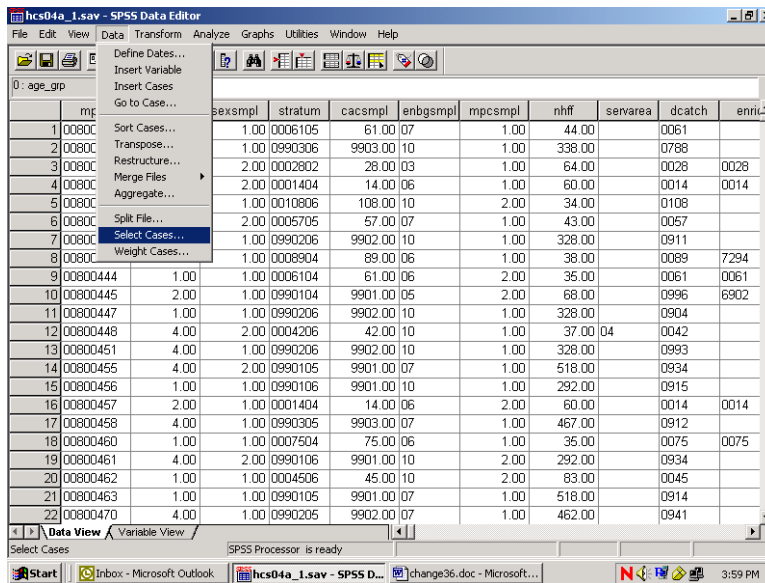 hcs04a_1.sav - SPSS Data Editor
File Edit View Data Transform Analyze Graphs Utilities Window Help
Define Dates...
Insert Variable
Insert Cases
Go to Case...
Sort Cases...
Transpose...
Restructure...
Merge Files
Aggregate...
Split File...
Select Cases...
Weight Cases...
0 : age_grp
mp sexsmpl stratum cacsmpl enbgsmpl mpcsmpl nhff servarea dcatch enric
1 00800 1.00 0006105 61.00 07 1.00 44.00 0061
2 00800 1.00 0990306 9903.00 10 1.00 338.00 0788
3 00800 2.00 0002802 28.00 03 1.00 64.00 0028 0028
4 00800 2.00 0001404 14.00 06 1.00 60.00 0014 0014
5 00800 1.00 0010806 108.00 10 2.00 34.00 0108
6 00800 2.00 0005705 57.00 07 1.00 43.00 0057
7 00800 1.00 0990206 9902.00 10 1.00 328.00 0911
8 00800 1.00 0008904 89.00 06 1.00 38.00 0089 7294
9 00800444 1.00 1.00 0006104 61.00 06 2.00 35.00 0061 0061
10 00800445 2.00 1.00 0990104 9901.00 05 2.00 68.00 0996 6902
11 00800447 1.00 1.00 0990206 9902.00 10 1.00 328.00 0904
12 00800448 4.00 2.00 0004206 42.00 10 1.00 37.00 04 0042
13 00800451 4.00 1.00 0990206 9902.00 10 1.00 328.00 0993
14 00800455 4.00 2.00 0990105 9901.00 07 1.00 518.00 0934
15 00800456 1.00 1.00 0990106 9901.00 10 1.00 292.00 0915
16 00800457 2.00 1.00 0001404 14.00 06 2.00 60.00 0014 0014
17 00800458 4.00 1.00 0990305 9903.00 07 1.00 467.00 0912
18 00800460 1.00 1.00 0007504 75.00 06 1.00 35.00 0075 0075
19 00800461 4.00 2.00 0990106 9901.00 10 2.00 292.00 0934
20 00800462 1.00 1.00 0004506 45.00 10 2.00 83.00 0045
21 00800463 1.00 1.00 0990105 9901.00 07 1.00 518.00 0914
22 00800470 4.00 1.00 0990205 9902.00 07 1.00 462.00 0941
Data View Variable View
Select Cases SPSS Processor is ready
Start Inbox - Microsoft Outlook hcs04a_1.sav - SPSS D... change36.doc - Microsoft... 3:59 PM